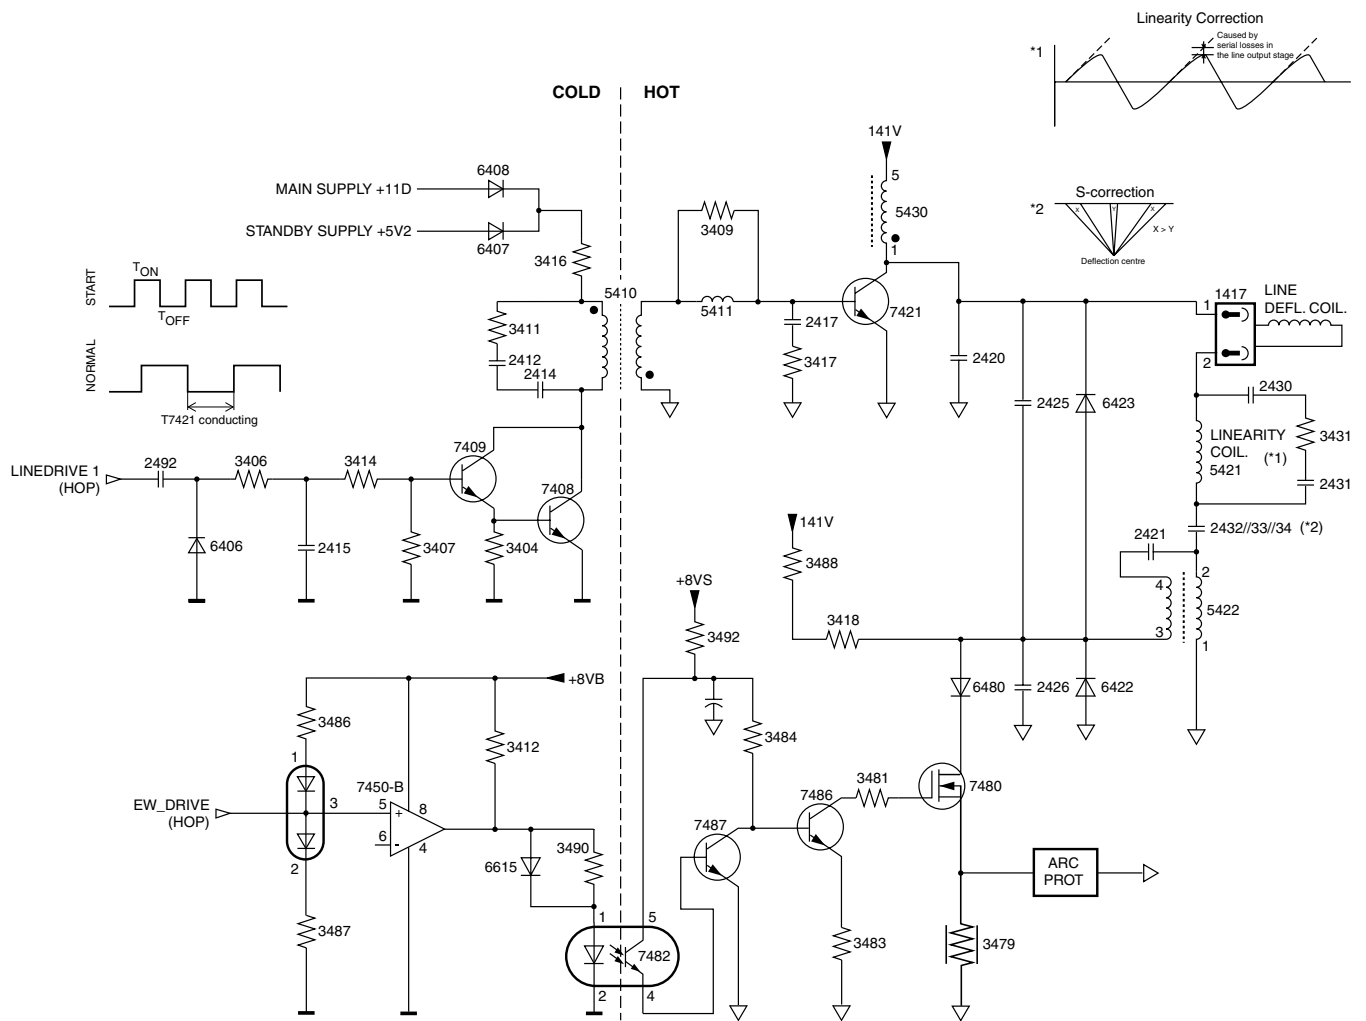 Linearity Correction
*1
Caused by
serial losses in
the line output stage
COLD
HOT
141V
6408
MAIN SUPPLY +11D
STANDBY SUPPLY +5V2
6407
3416
3409
5
5430
1
S-correction
*2
X
Y
X
X > Y
Deflection centre
START
TON
TOFF
NORMAL
T7421 conducting
5410
3411
2412
2414
5411
2417
3417
7421
2420
2425
6423
1417
1
2
LINE
DEFL. COIL.
2430
LINEARITY
COIL.
5421
(*1)
3431
2431
2432//33//34 (*2)
LINEDRIVE 1
(HOP)
2492
3406
3414
7409
7408
6406
2415
3407
3404
141V
3488
2421
4
2
5422
3
1
+8VS
3492
3418
6480
2426
6422
+8VB
3486
3412
3484
1
7450-B
EW_DRIVE
(HOP)
3
5
+
8
6
-
4
2
3487
6615
3490
7487
7486
3481
7480
ARC
PROT
1
5
7482
2
4
3483
3479